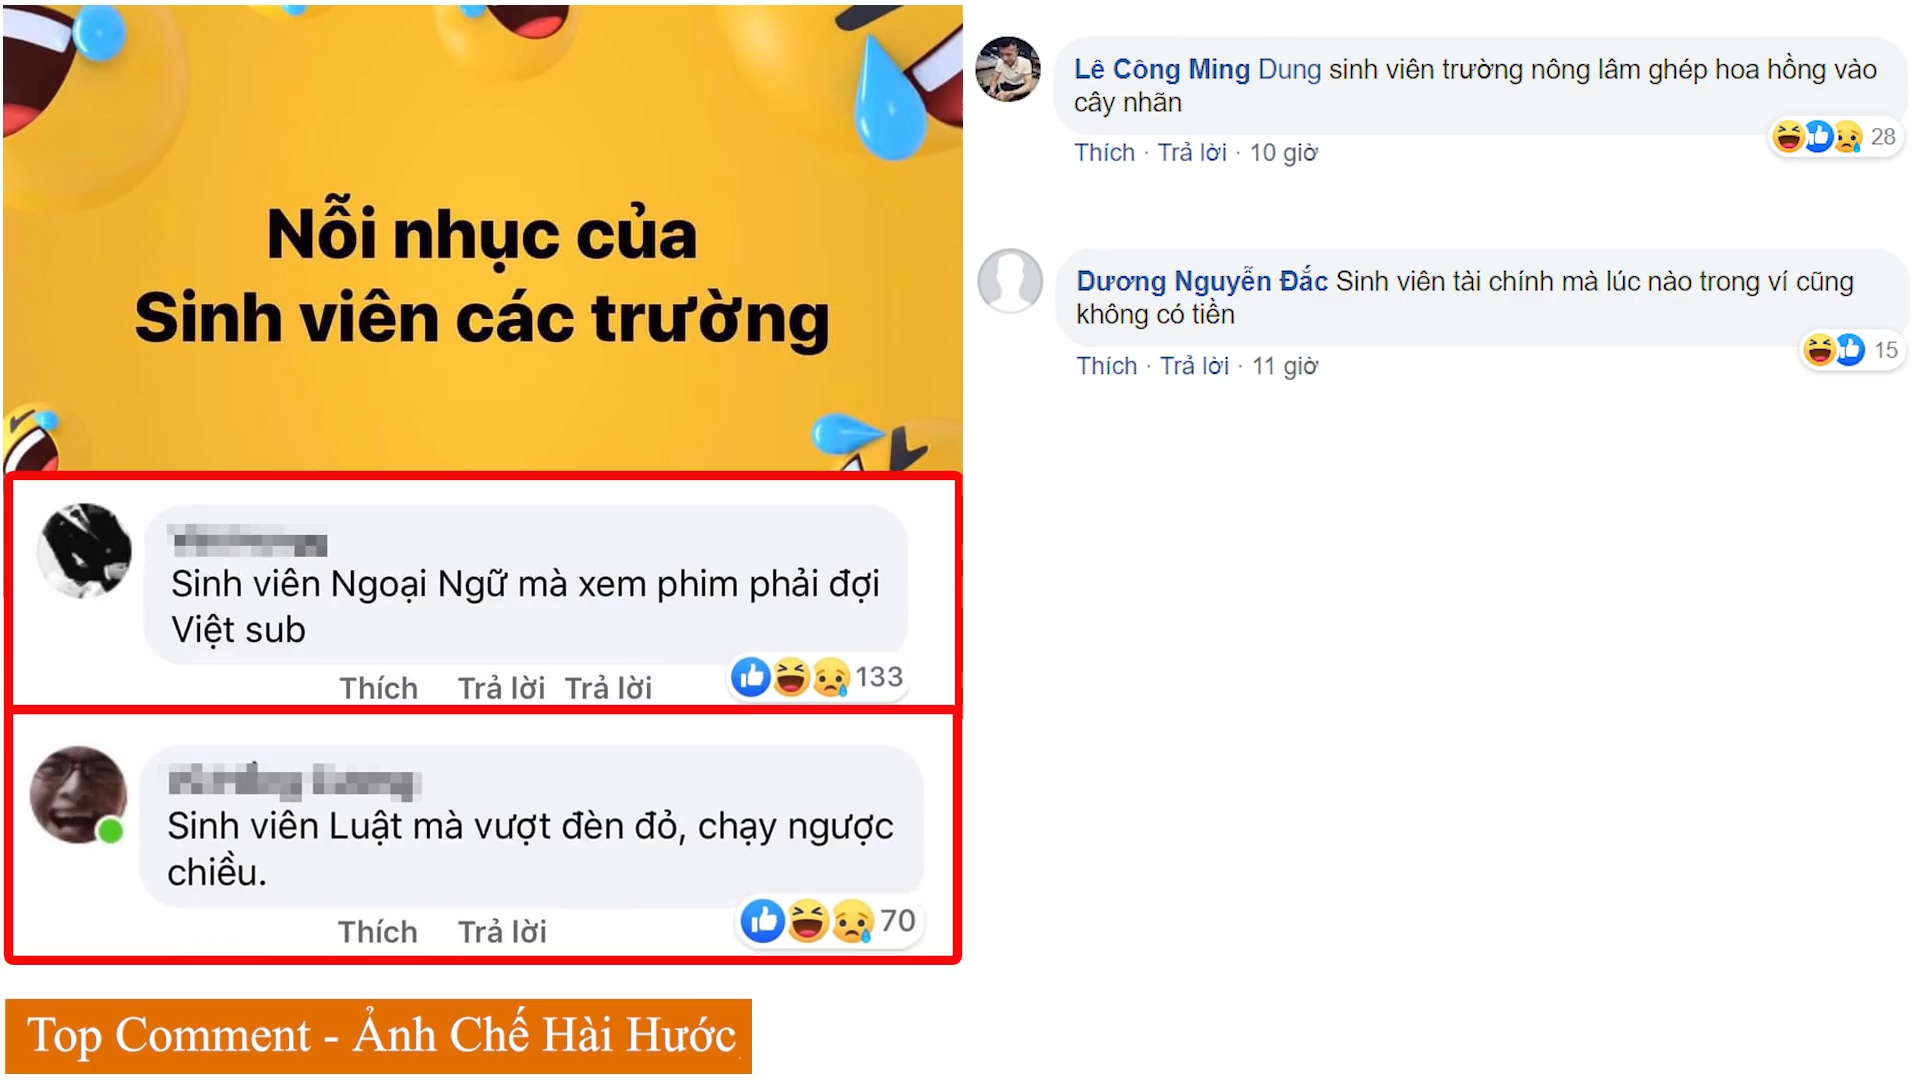 Nỗi nhục của
Sinh viên các trường
Sinh viên Ngoại Ngữ mà xem phim phải đợi
Việt sub
Thích Trả lời Trả lời 133
Sinh viên Luật mà vượt đèn đỏ, chạy ngược
chiều.
Thích Trả lời 70
Top Comment - Ảnh Chế Hài Hước
Lê Công Ming Dung sinh viên trường nông lâm ghép hoa hồng vào
cây nhãn
28
Thích · Trả lời · 10 giờ
Dương Nguyễn Đắc Sinh viên tài chính mà lúc nào trong ví cũng
không có tiền
15
Thích · Trả lời · 11 giờ